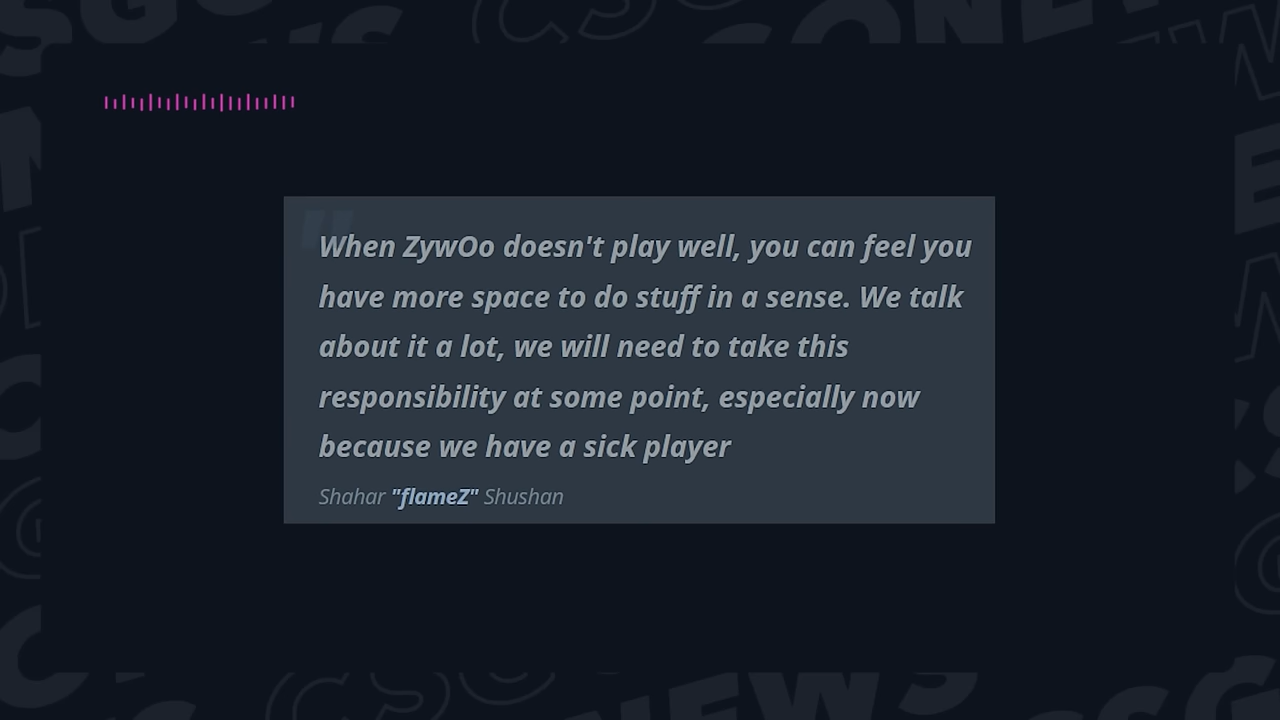 "
When ZywOo doesn't play well, you can feel you
have more space to do stuff in a sense. We talk
about it a lot, we will need to take this
responsibility at some point, especially now
because we have a sick player
Shahar "flameZ" Shushan